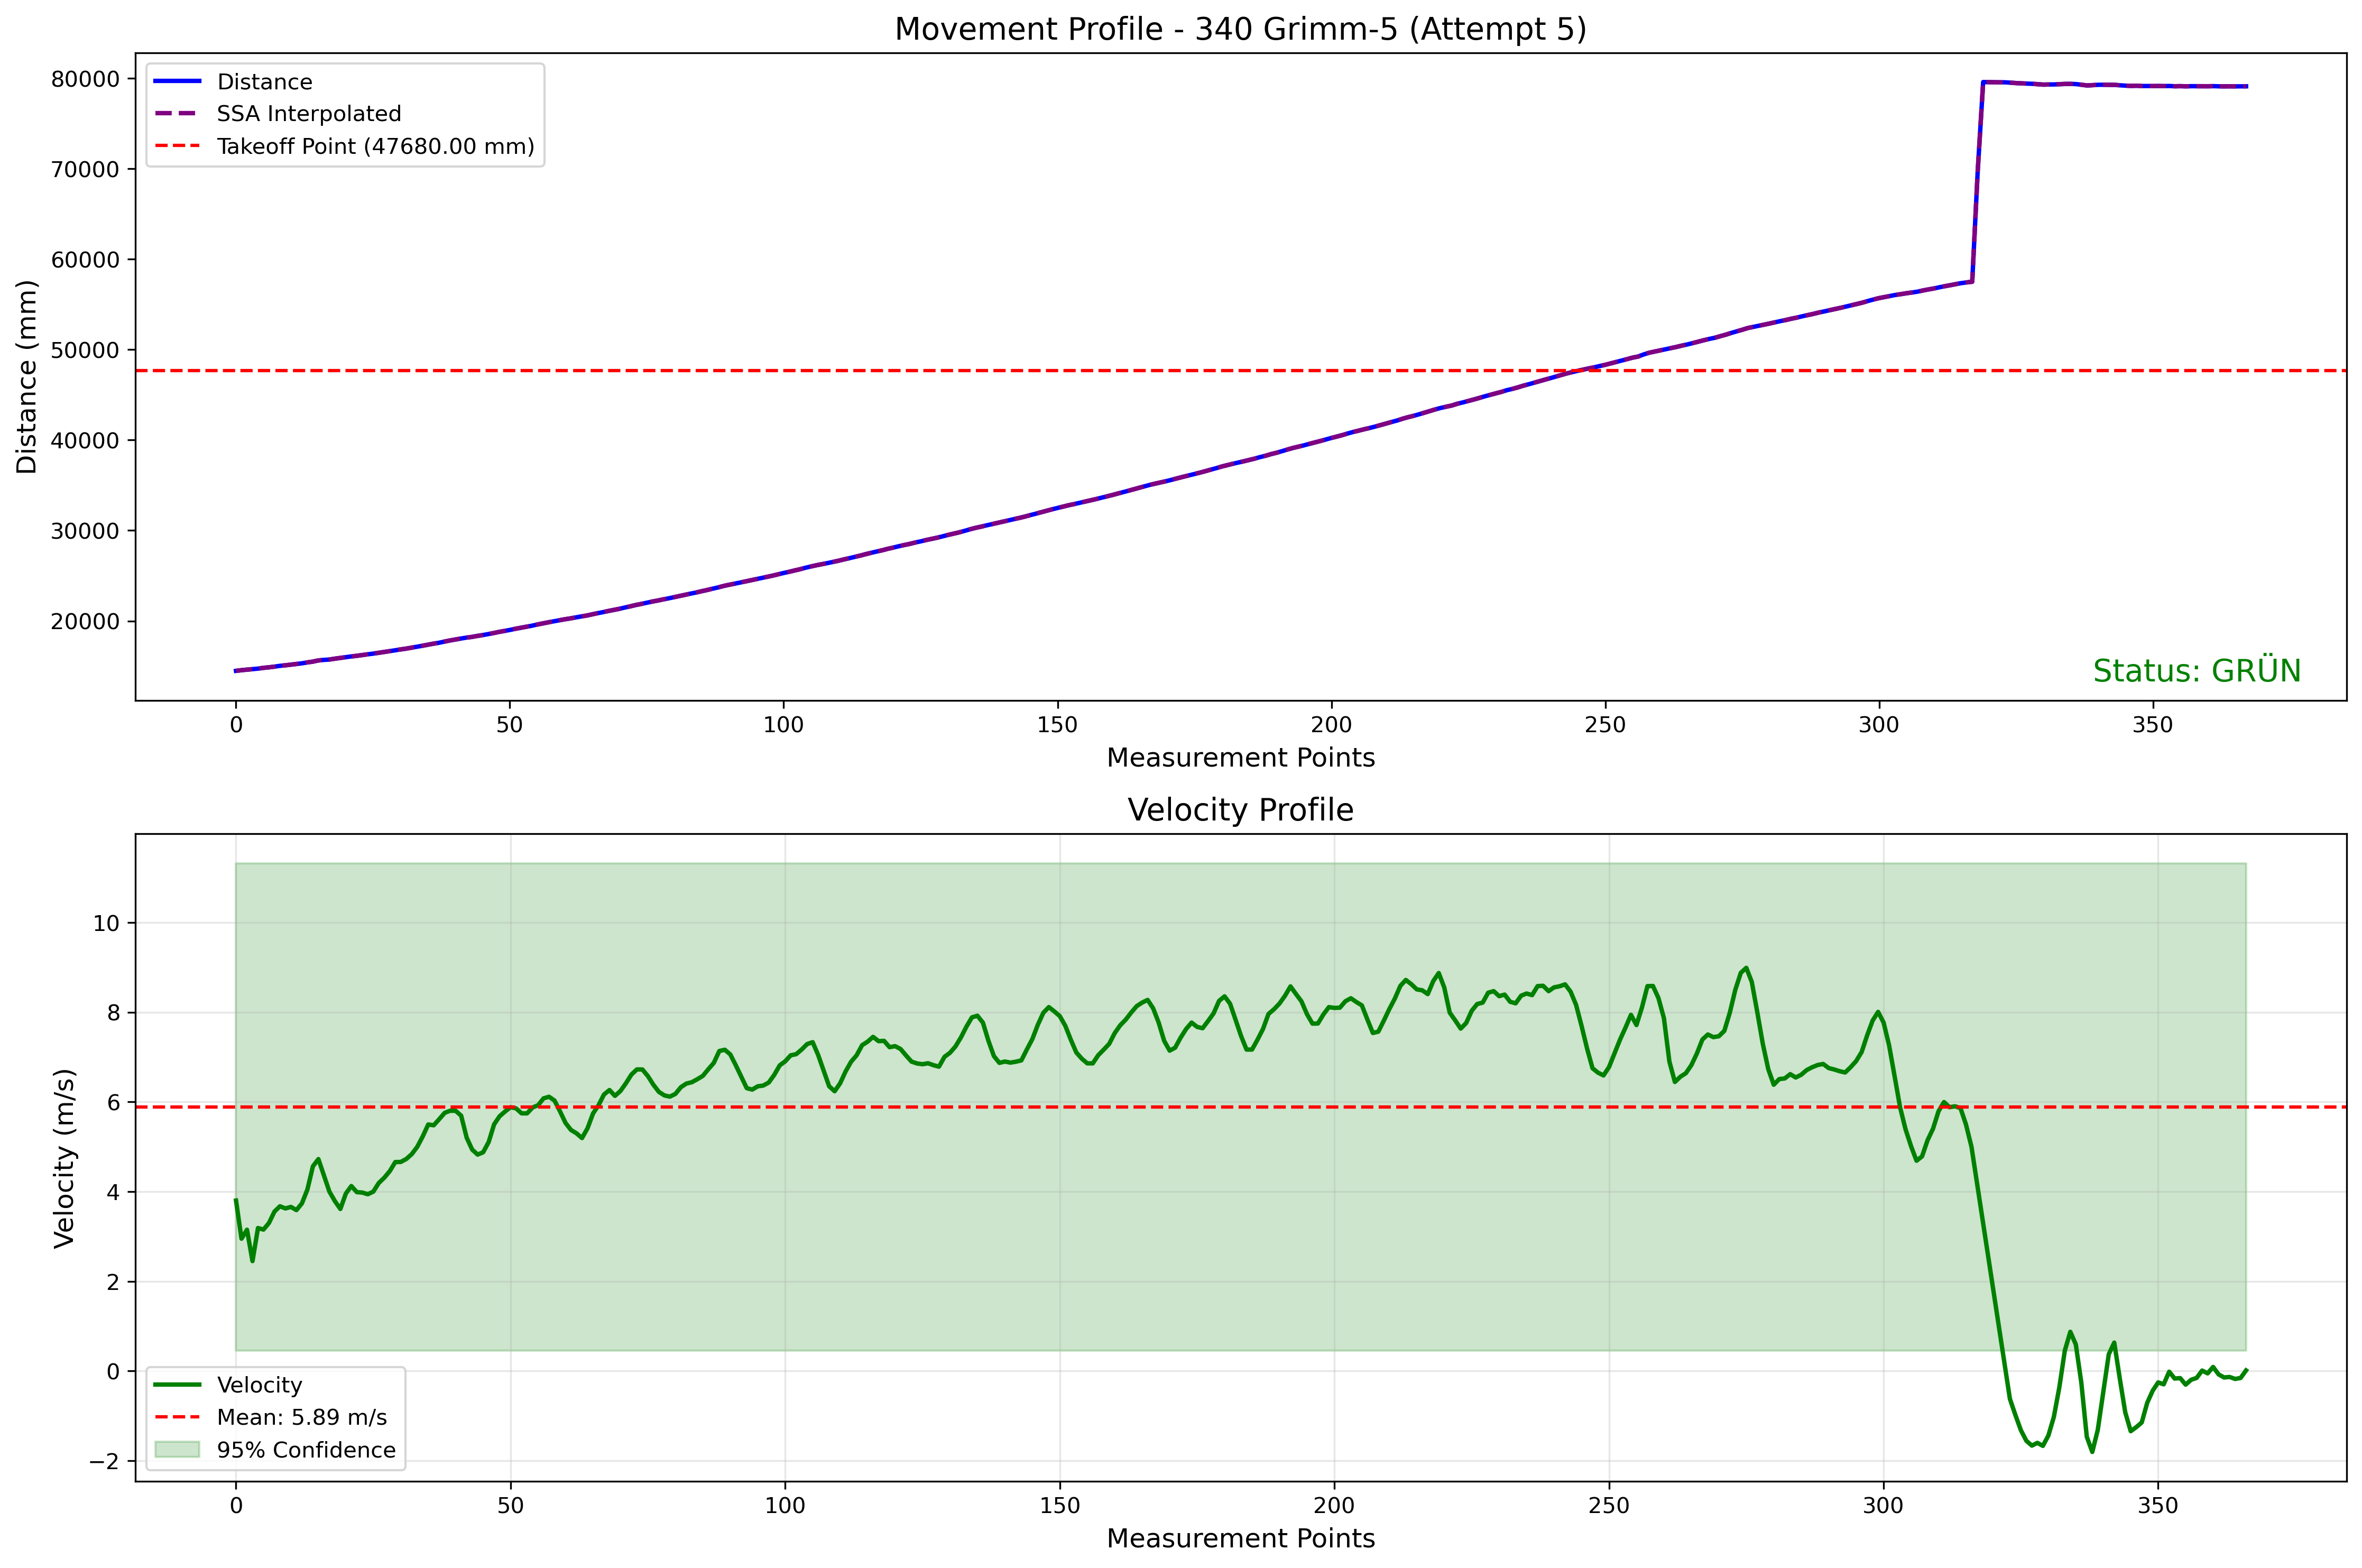 Movement Profile - 340 Grimm-5 (Attempt 5)
Distance
SSA Interpolated
Takeoff Point (47680.00 mm)
Distance (mm)
80000
70000
60000
50000
40000
30000
20000
Status: GRÜN
0 50 100 150 200 250 300 350
Measurement Points
Velocity Profile
Velocity (m/s)
10
8
6
4
2
0
−2
Velocity
Mean: 5.89 m/s
95% Confidence
0 50 100 150 200 250 300 350
Measurement Points